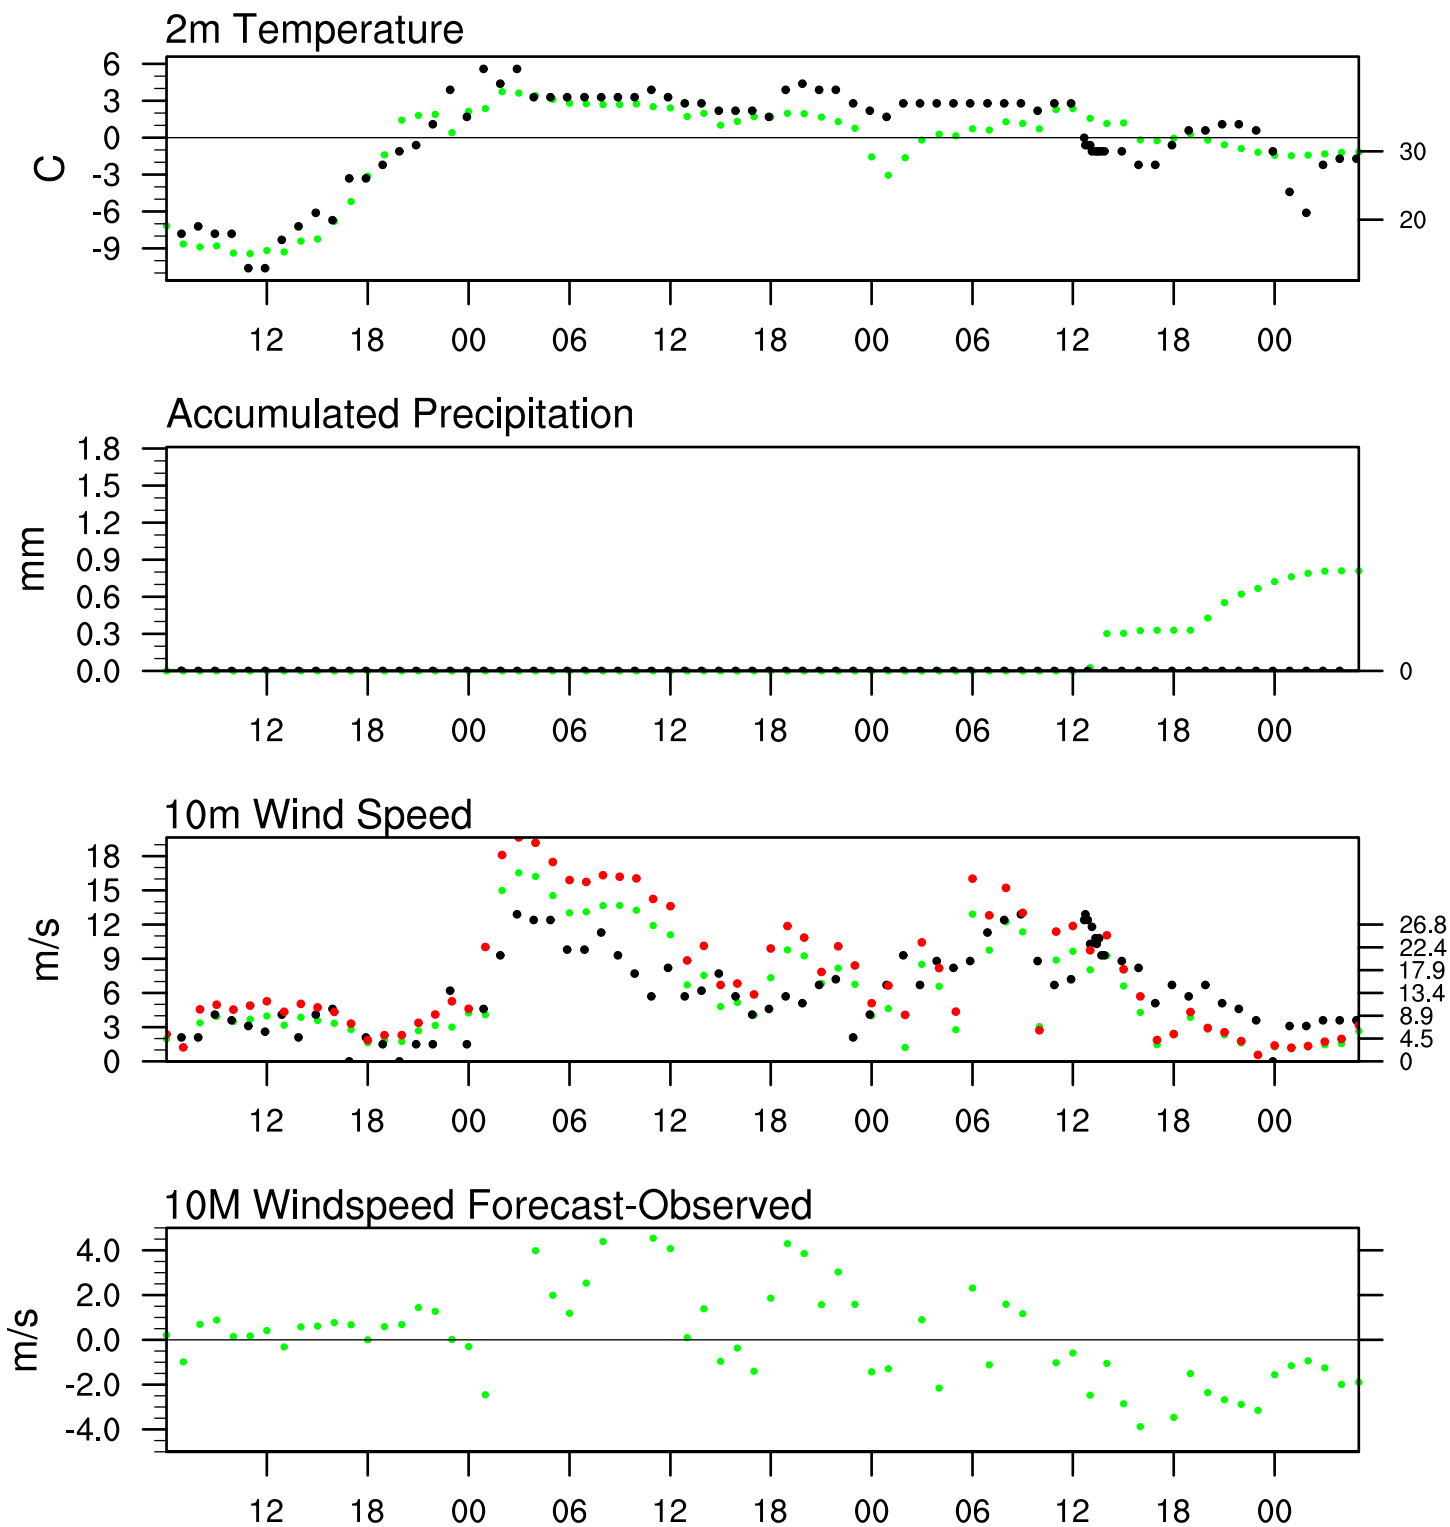 2m Temperature
6
3
0
-3
-6
-9
C
30
20
12 18 00 06 12 18 00 06 12 18 00
Accumulated Precipitation
1.8
1.5
1.2
0.9
0.6
0.3
0.0
mm
0
12 18 00 06 12 18 00 06 12 18 00
10m Wind Speed
18
15
12
9
6
3
0
m/s
26.8
22.4
17.9
13.4
8.9
4.5
0
12 18 00 06 12 18 00 06 12 18 00
10M Windspeed Forecast-Observed
4.0
2.0
0.0
-2.0
-4.0
m/s
12 18 00 06 12 18 00 06 12 18 00